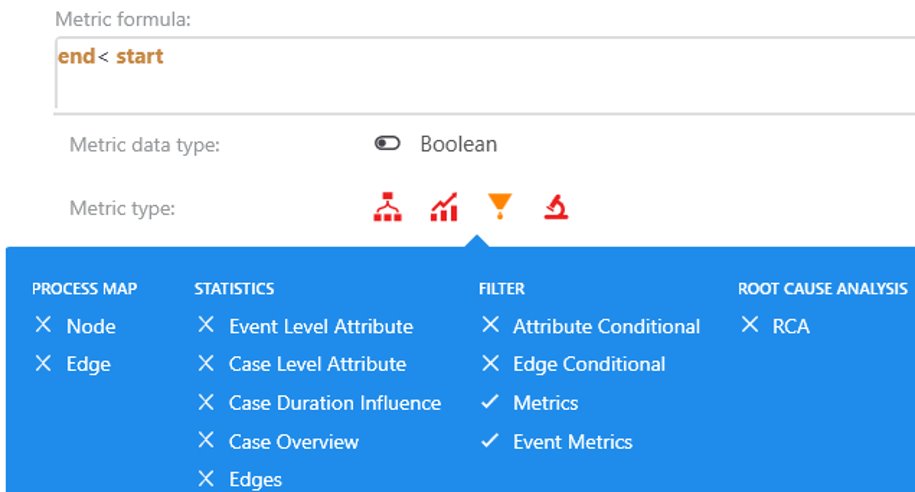 Metric formula:
end< start
Metric data type: Boolean
Metric type:
PROCESS MAP STATISTICS FILTER ROOT CAUSE ANALYSIS
Node Event Level Attribute Attribute Conditional RCA
Edge Case Level Attribute Edge Conditional
Case Duration Influence Metrics
Case Overview Event Metrics
Edges